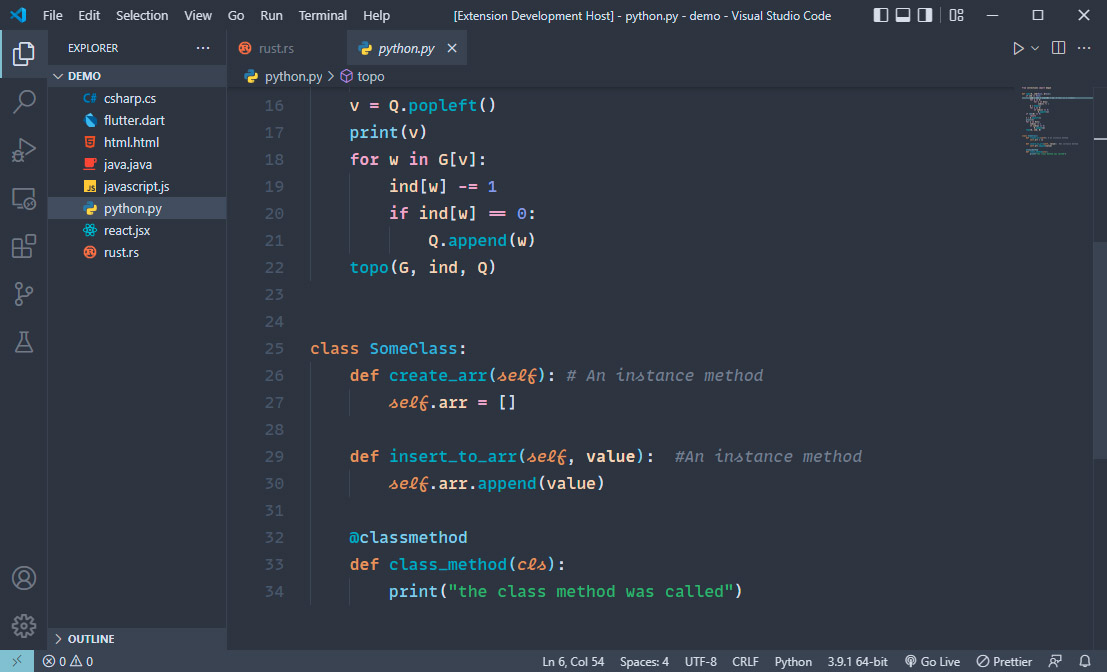 File Edit Selection View Go Run Terminal Help [Extension Development Host] - python.py - demo - Visual Studio Code
EXPLORER
DEMO
C# csharp.cs
flutter.dart
html.html
java.java
JS javascript.js
python.py
react.jsx
rust.rs
OUTLINE
rust.rs python.py
python.py > topo
16 v = Q.popleft()
17 print(v)
18 for w in G[v]:
19 ind[w] -= 1
20 if ind[w] == 0:
21 Q.append(w)
22 topo(G, ind, Q)
23
24
25 class SomeClass:
26 def create_arr(self): # An instance method
27 self.arr = []
28
29 def insert_to_arr(self, value):  #An instance method
30 self.arr.append(value)
31
32 @classmethod
33 def class_method(cls):
34 print("the class method was called")
0 0 Ln 6, Col 54 Spaces: 4 UTF-8 CRLF Python 3.9.1 64-bit Go Live Prettier